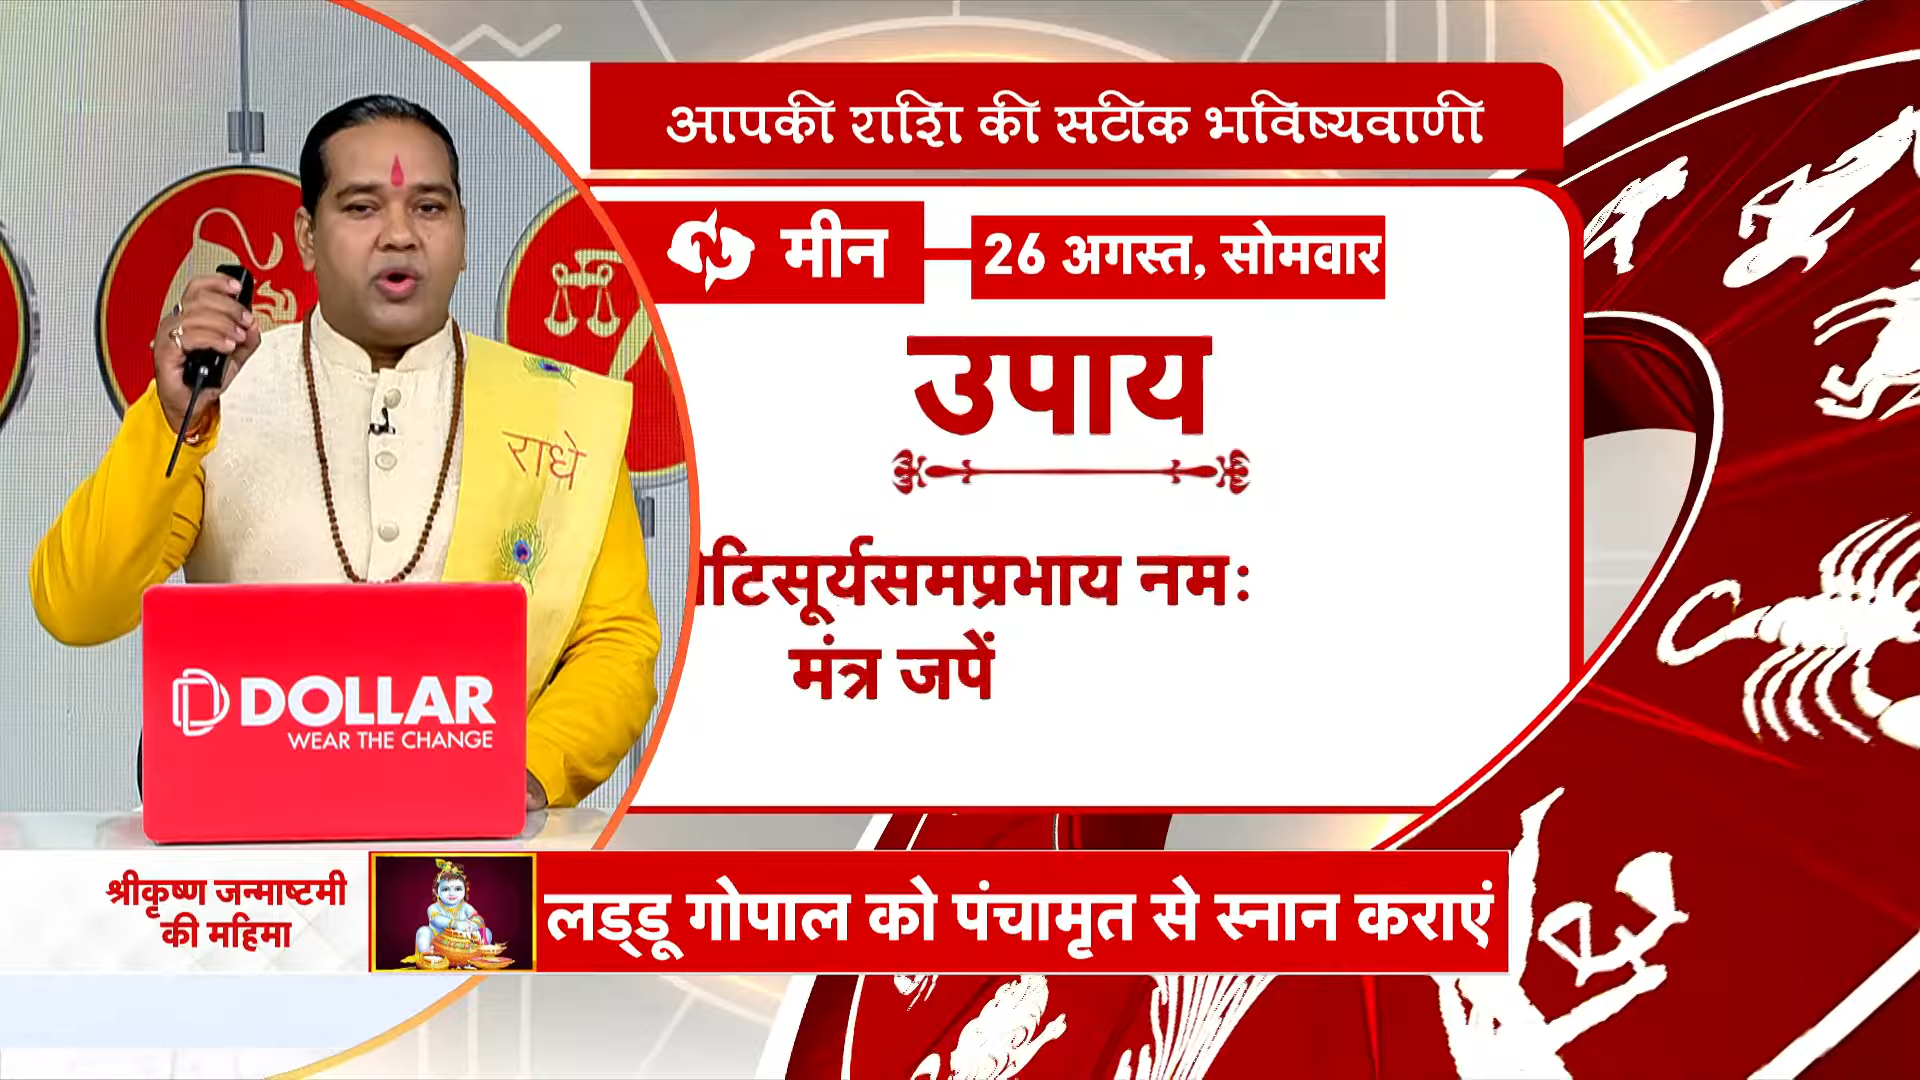 आपकी राशि की सटीक भविष्यवाणी
मीन
26 अगस्त, सोमवार
उपाय
राधे
टिसूर्यसमप्रभाय नमः
मंत्र जपें
DOLLAR
WEAR THE CHANGE
श्रीकृष्ण जन्माष्टमी
की महिमा
लड्डू गोपाल को पंचामृत से स्नान कराएं